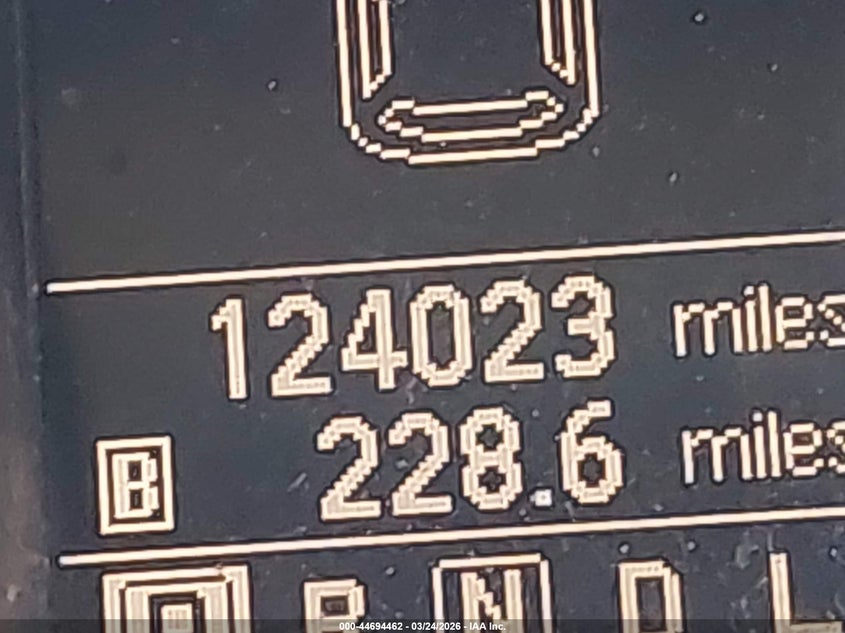 124023 miles
B 228.6 miles
P R N D L
000-44694462 - 03/24/2026 - IAA Inc.